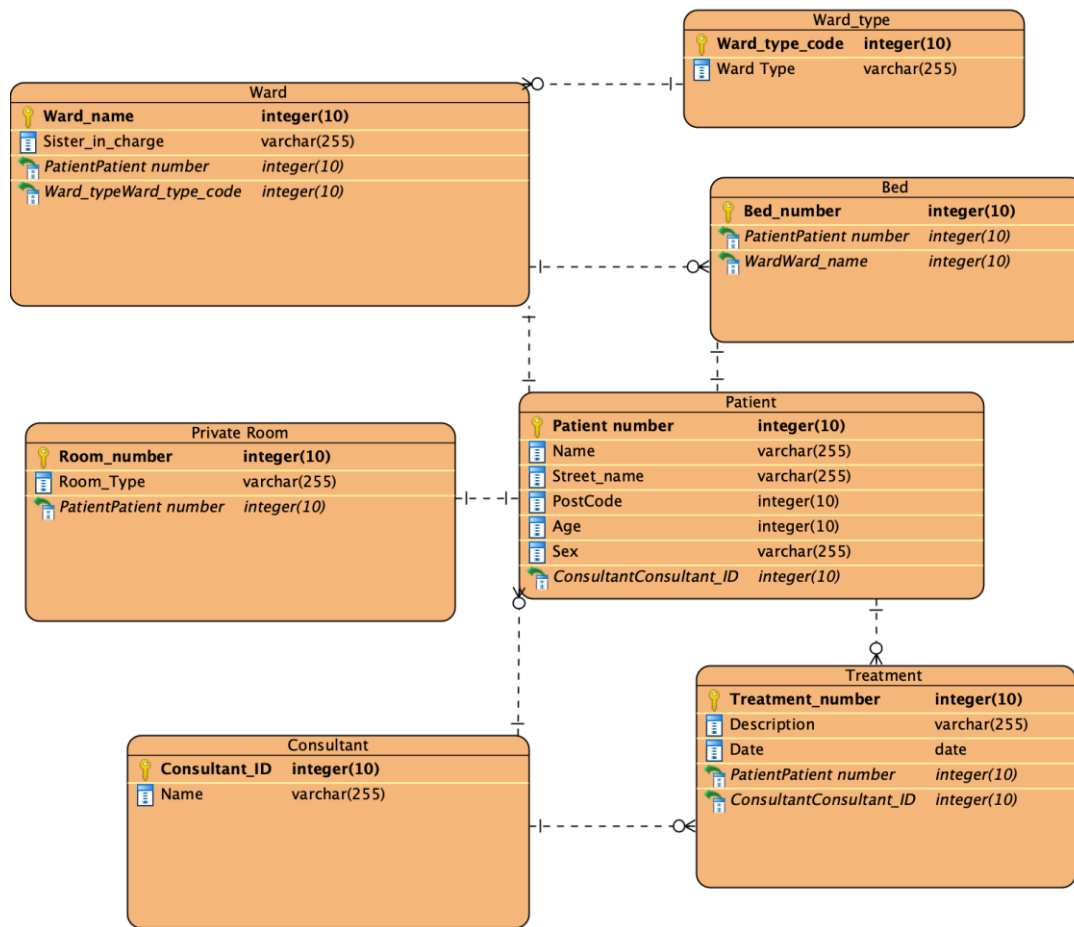 Ward_type
Ward_type_code integer(10)
Ward Type varchar(255)
Ward
Ward_name integer(10)
Sister_in_charge varchar(255)
PatientPatient number integer(10)
Ward_typeWard_type_code integer(10)
Bed
Bed_number integer(10)
PatientPatient number integer(10)
WardWard_name integer(10)
Patient
Patient number integer(10)
Name varchar(255)
Street_name varchar(255)
PostCode integer(10)
Age integer(10)
Sex varchar(255)
ConsultantConsultant_ID integer(10)
Private Room
Room_number integer(10)
Room_Type varchar(255)
PatientPatient number integer(10)
Treatment
Treatment_number integer(10)
Description varchar(255)
Date date
PatientPatient number integer(10)
ConsultantConsultant_ID integer(10)
Consultant
Consultant_ID integer(10)
Name varchar(255)